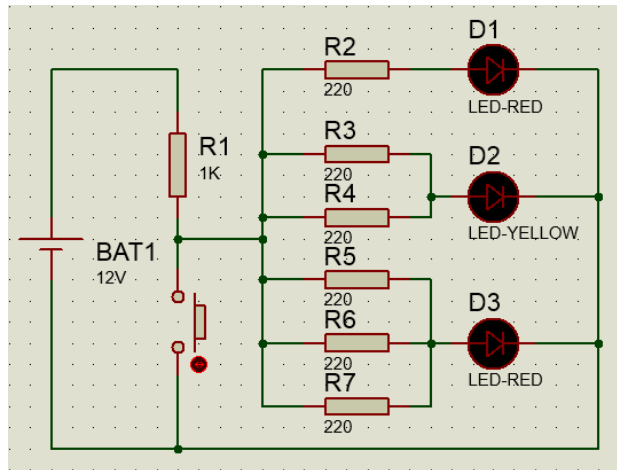 R2
220
D1
LED-RED
R3
220
R1
1K
R4
220
D2
LED-YELLOW
BAT1
12V
R5
220
R6
220
D3
LED-RED
R7
220